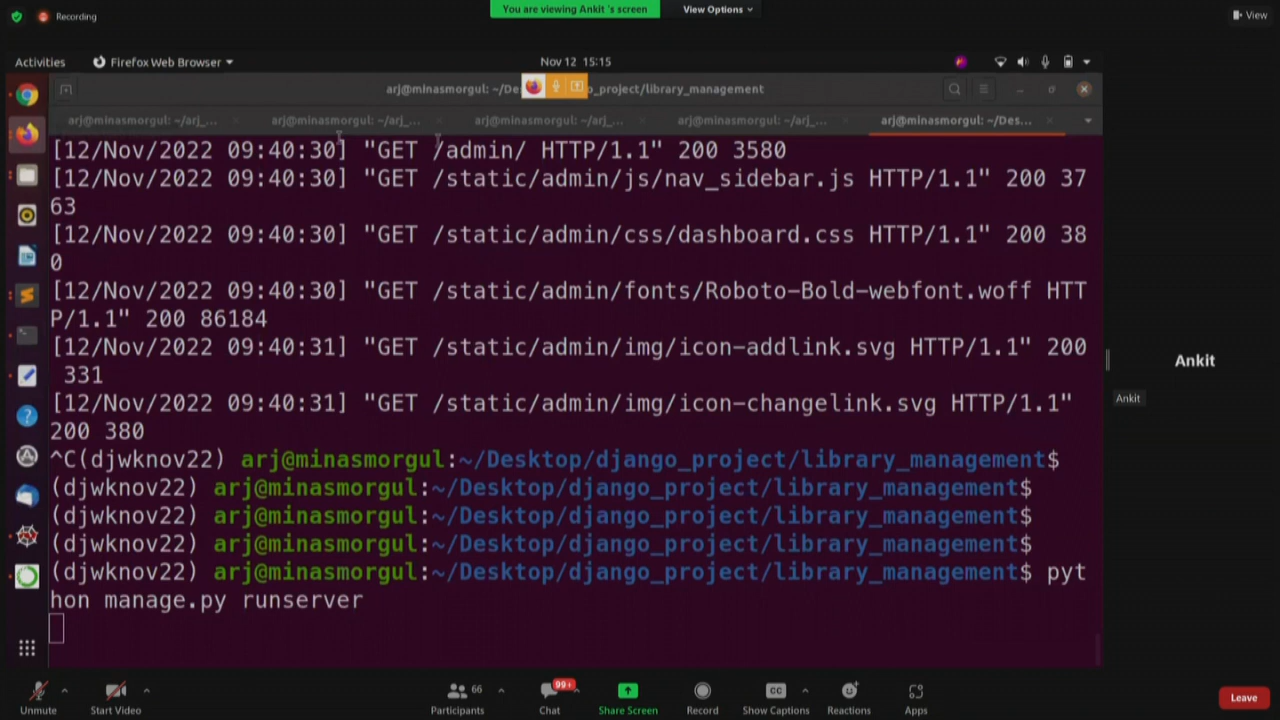 Recording
You are viewing Ankit 's screen
View Options
View
Activities
Firefox Web Browser
Nov 12 15:15
arj@minasmorgul: ~/De
o_project/library_management
arj@minasmorgul: ~/arj_...
arj@minasmorgul: ~/arj_...
arj@minasmorgul: ~/arj_...
arj@minasmorgul: ~/arj_...
arj@minasmorgul: ~/Des...
[12/Nov/2022 09:40:30] "GET /admin/ HTTP/1.1" 200 3580
[12/Nov/2022 09:40:30] "GET /static/admin/js/nav_sidebar.js HTTP/1.1" 200 37
63
[12/Nov/2022 09:40:30] "GET /static/admin/css/dashboard.css HTTP/1.1" 200 38
0
[12/Nov/2022 09:40:30] "GET /static/admin/fonts/Roboto-Bold-webfont.woff HTT
P/1.1" 200 86184
[12/Nov/2022 09:40:31] "GET /static/admin/img/icon-addlink.svg HTTP/1.1" 200
331
[12/Nov/2022 09:40:31] "GET /static/admin/img/icon-changelink.svg HTTP/1.1"
200 380
^C(djwknov22) arj@minasmorgul:~/Desktop/django_project/library_management$
(djwknov22) arj@minasmorgul:~/Desktop/django_project/library_management$
(djwknov22) arj@minasmorgul:~/Desktop/django_project/library_management$
(djwknov22) arj@minasmorgul:~/Desktop/django_project/library_management$
(djwknov22) arj@minasmorgul:~/Desktop/django_project/library_management$ pyt
hon manage.py runserver
Ankit
Ankit
Unmute
Start Video
Participants
66
Chat
99+
Share Screen
Record
CC
Show Captions
Reactions
Apps
Leave